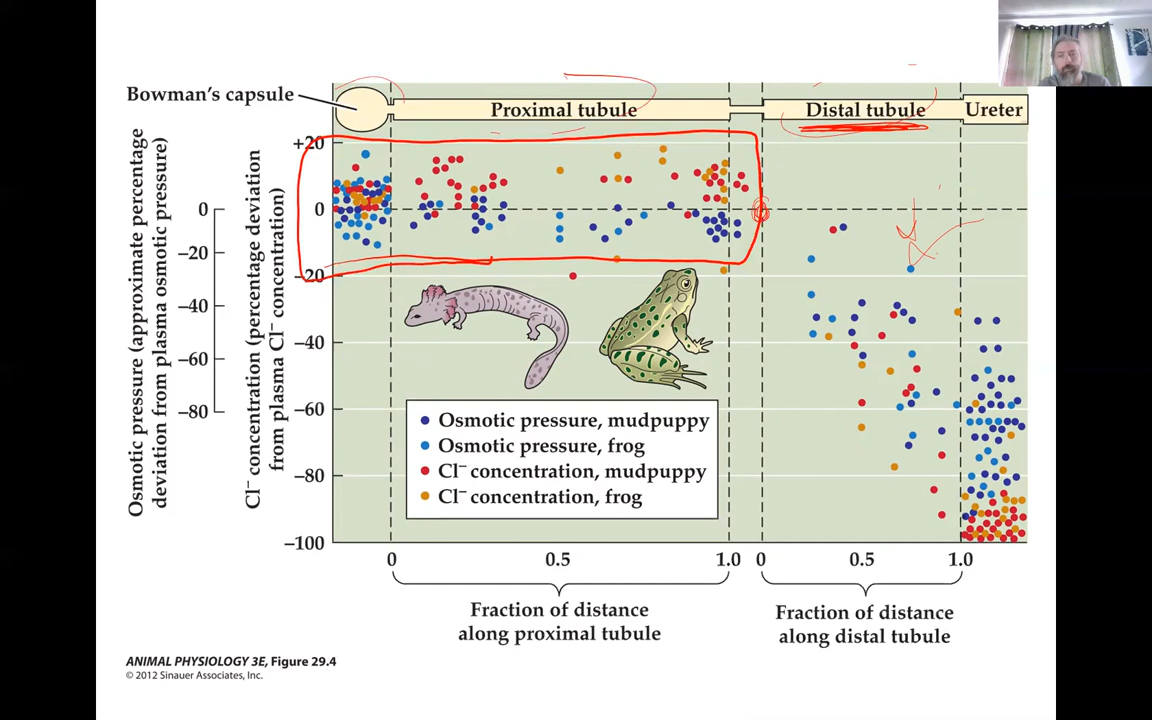 Bowman's capsule
Proximal tubule
Distal tubule
Ureter
Osmotic pressure (approximate percentage
deviation from plasma osmotic pressure)
0
−20
−40
−60
−80
Cl− concentration (percentage deviation
from plasma Cl− concentration)
+20
0
−20
−40
−60
−80
−100
Osmotic pressure, mudpuppy
Osmotic pressure, frog
Cl− concentration, mudpuppy
Cl− concentration, frog
0
0.5
1.0
0
0.5
1.0
Fraction of distance
along proximal tubule
Fraction of distance
along distal tubule
ANIMAL PHYSIOLOGY 3E, Figure 29.4
© 2012 Sinauer Associates, Inc.